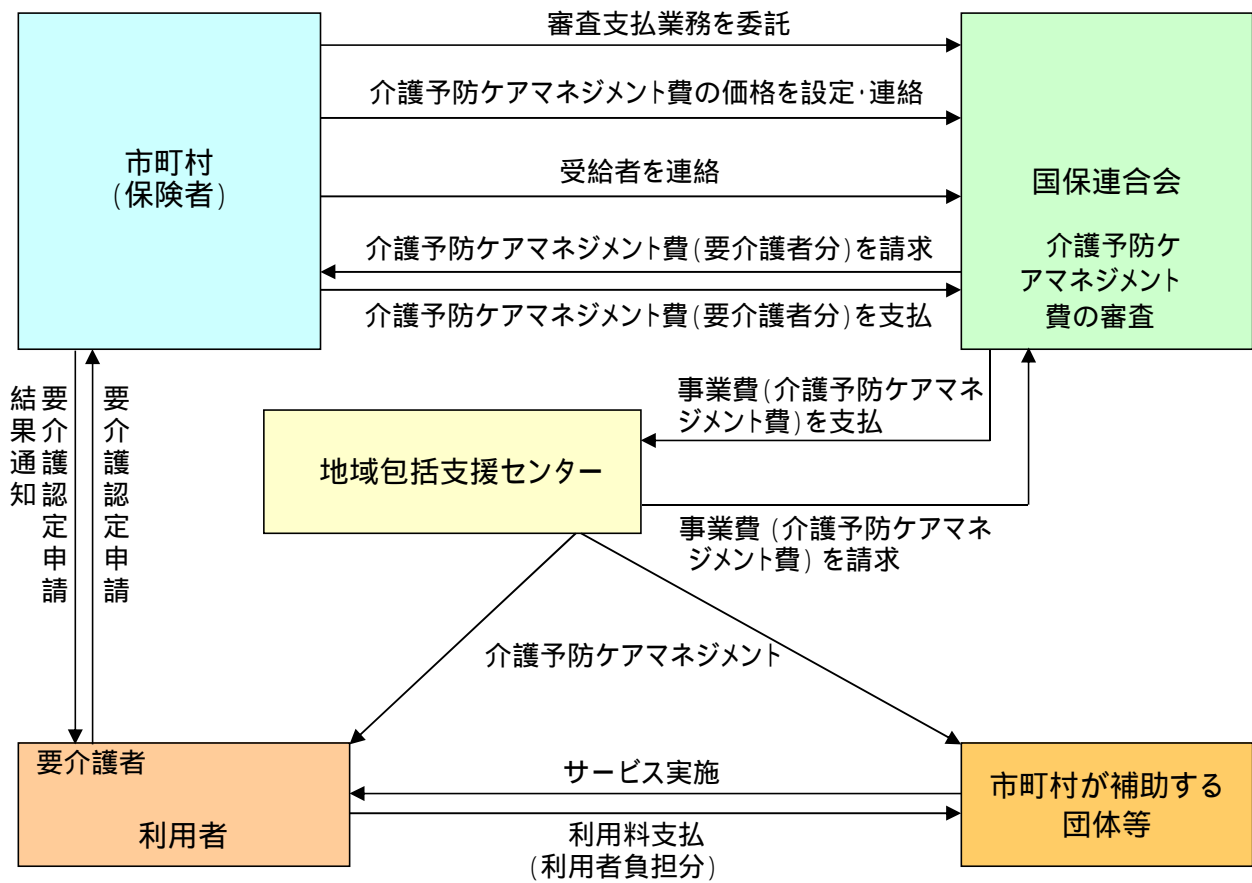 審査支払業務を委託
介護予防ケアマネジメント費の価格を設定・連絡
市町村
(保険者)
受給者を連絡
国保連合会
介護予防ケ
アマネジメント
費の審査
介護予防ケアマネジメント費(要介護者分)を請求
介護予防ケアマネジメント費(要介護者分)を支払
要介護認定申請
結果通知
要介護認定申請
事業費(介護予防ケアマネ
ジメント費)を支払
地域包括支援センター
事業費 (介護予防ケアマネ
ジメント費) を請求
介護予防ケアマネジメント
要介護者
利用者
サービス実施
利用料支払
(利用者負担分)
市町村が補助する
団体等